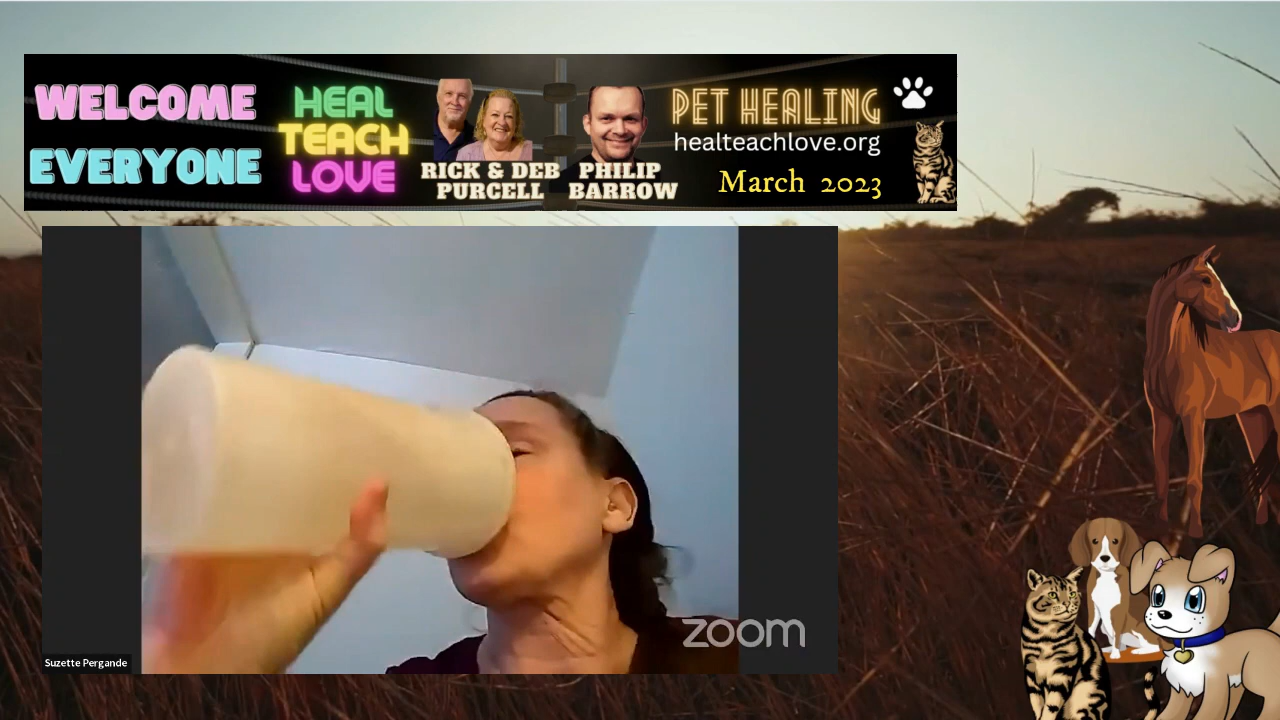 WELCOME
EVERYONE
HEAL
TEACH
LOVE
RICK & DEB
PURCELL
PHILIP
BARROW
PET HEALING
healteachlove.org
March 2023
Suzette Pergande
zoom